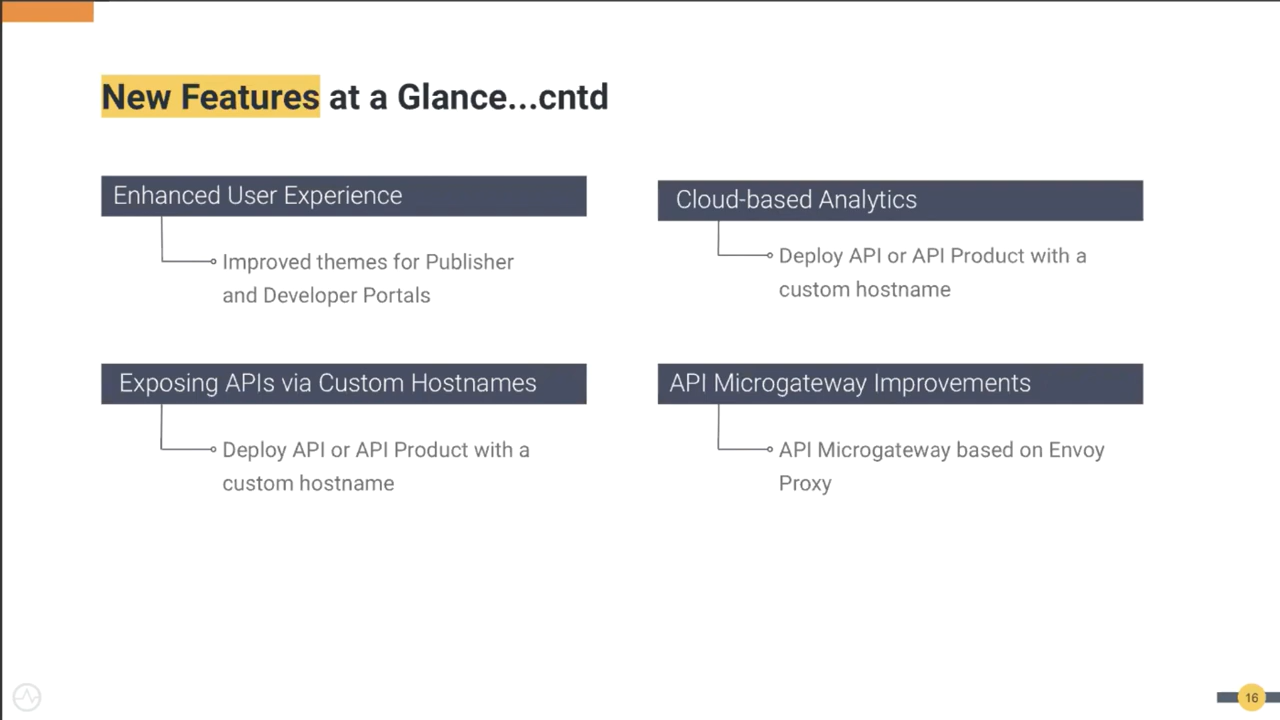 New Features at a Glance...cntd
Enhanced User Experience
Improved themes for Publisher
and Developer Portals
Cloud-based Analytics
Deploy API or API Product with a
custom hostname
Exposing APIs via Custom Hostnames
Deploy API or API Product with a
custom hostname
API Microgateway Improvements
API Microgateway based on Envoy
Proxy
16